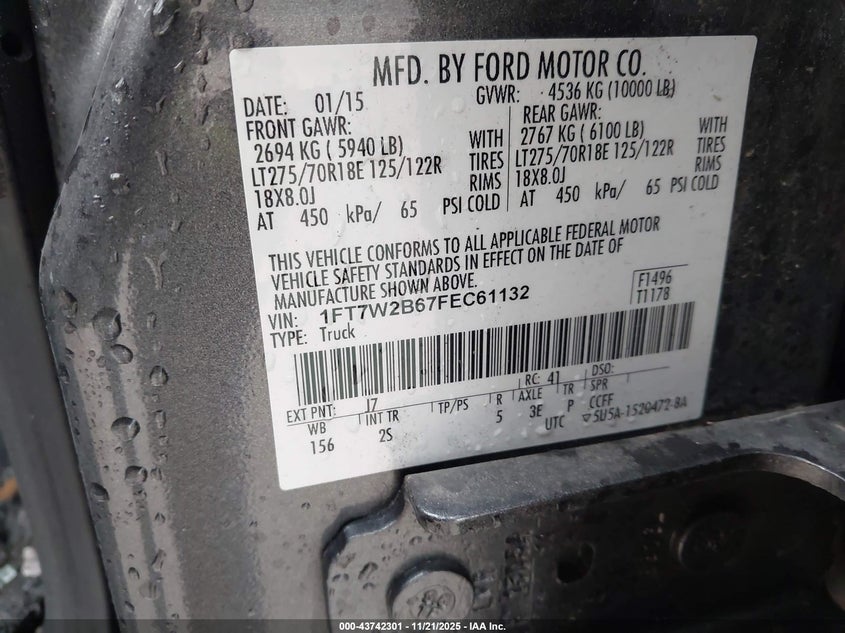 MFD. BY FORD MOTOR CO.
DATE: 01/15 GVWR: 4536 KG (10000 LB)
FRONT GAWR: REAR GAWR:
2694 KG ( 5940 LB) WITH 2767 KG ( 6100 LB) WITH
LT275/70R18E 125/122R TIRES LT275/70R18E 125/122R TIRES
18X8.0J RIMS 18X8.0J RIMS
AT 450 kPa/ 65 PSI COLD AT 450 kPa/ 65 PSI COLD
THIS VEHICLE CONFORMS TO ALL APPLICABLE FEDERAL MOTOR
VEHICLE SAFETY STANDARDS IN EFFECT ON THE DATE OF
MANUFACTURE SHOWN ABOVE.
VIN: 1FT7W2B67FEC61132 F1496
TYPE: Truck T1178
EXT PNT: J7 RC: 41 DSO:
WB INT TR TP/PS R AXLE TR SPR
156 2S 5 3E P CCFF
UTC ▽5U5A-1520472-BA
000-43742301 - 11/21/2025 - IAA Inc.